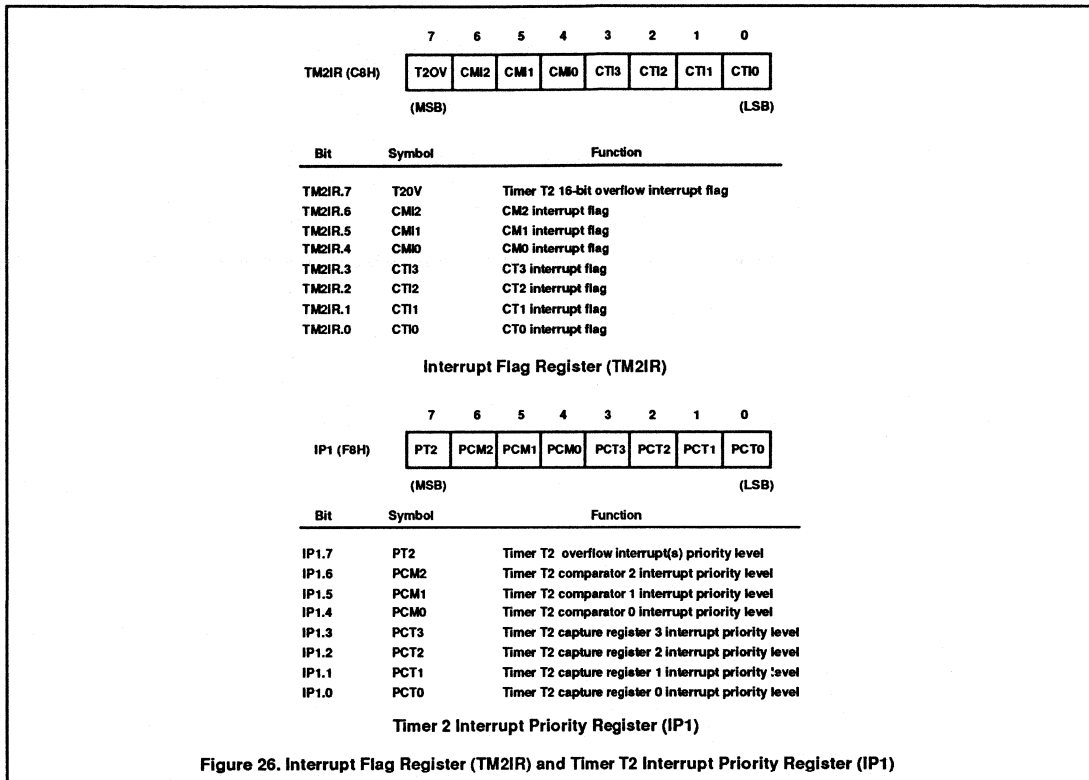 7 6 5 4 3 2 1 0
TM2IR (C8H) T2OV CMI2 CMI1 CMI0 CTI3 CTI2 CTI1 CTI0
(MSB) (LSB)
Bit Symbol Function
TM2IR.7 T2OV Timer T2 16-bit overflow interrupt flag
TM2IR.6 CMI2 CM2 interrupt flag
TM2IR.5 CMI1 CM1 interrupt flag
TM2IR.4 CMI0 CM0 interrupt flag
TM2IR.3 CTI3 CT3 interrupt flag
TM2IR.2 CTI2 CT2 interrupt flag
TM2IR.1 CTI1 CT1 interrupt flag
TM2IR.0 CTI0 CT0 interrupt flag
Interrupt Flag Register (TM2IR)
7 6 5 4 3 2 1 0
IP1 (F8H) PT2 PCM2 PCM1 PCM0 PCT3 PCT2 PCT1 PCT0
(MSB) (LSB)
Bit Symbol Function
IP1.7 PT2 Timer T2 overflow interrupt(s) priority level
IP1.6 PCM2 Timer T2 comparator 2 interrupt priority level
IP1.5 PCM1 Timer T2 comparator 1 interrupt priority level
IP1.4 PCM0 Timer T2 comparator 0 interrupt priority level
IP1.3 PCT3 Timer T2 capture register 3 interrupt priority level
IP1.2 PCT2 Timer T2 capture register 2 interrupt priority level
IP1.1 PCT1 Timer T2 capture register 1 interrupt priority level
IP1.0 PCT0 Timer T2 capture register 0 interrupt priority level
Timer 2 Interrupt Priority Register (IP1)
Figure 26. Interrupt Flag Register (TM2IR) and Timer T2 Interrupt Priority Register (IP1)